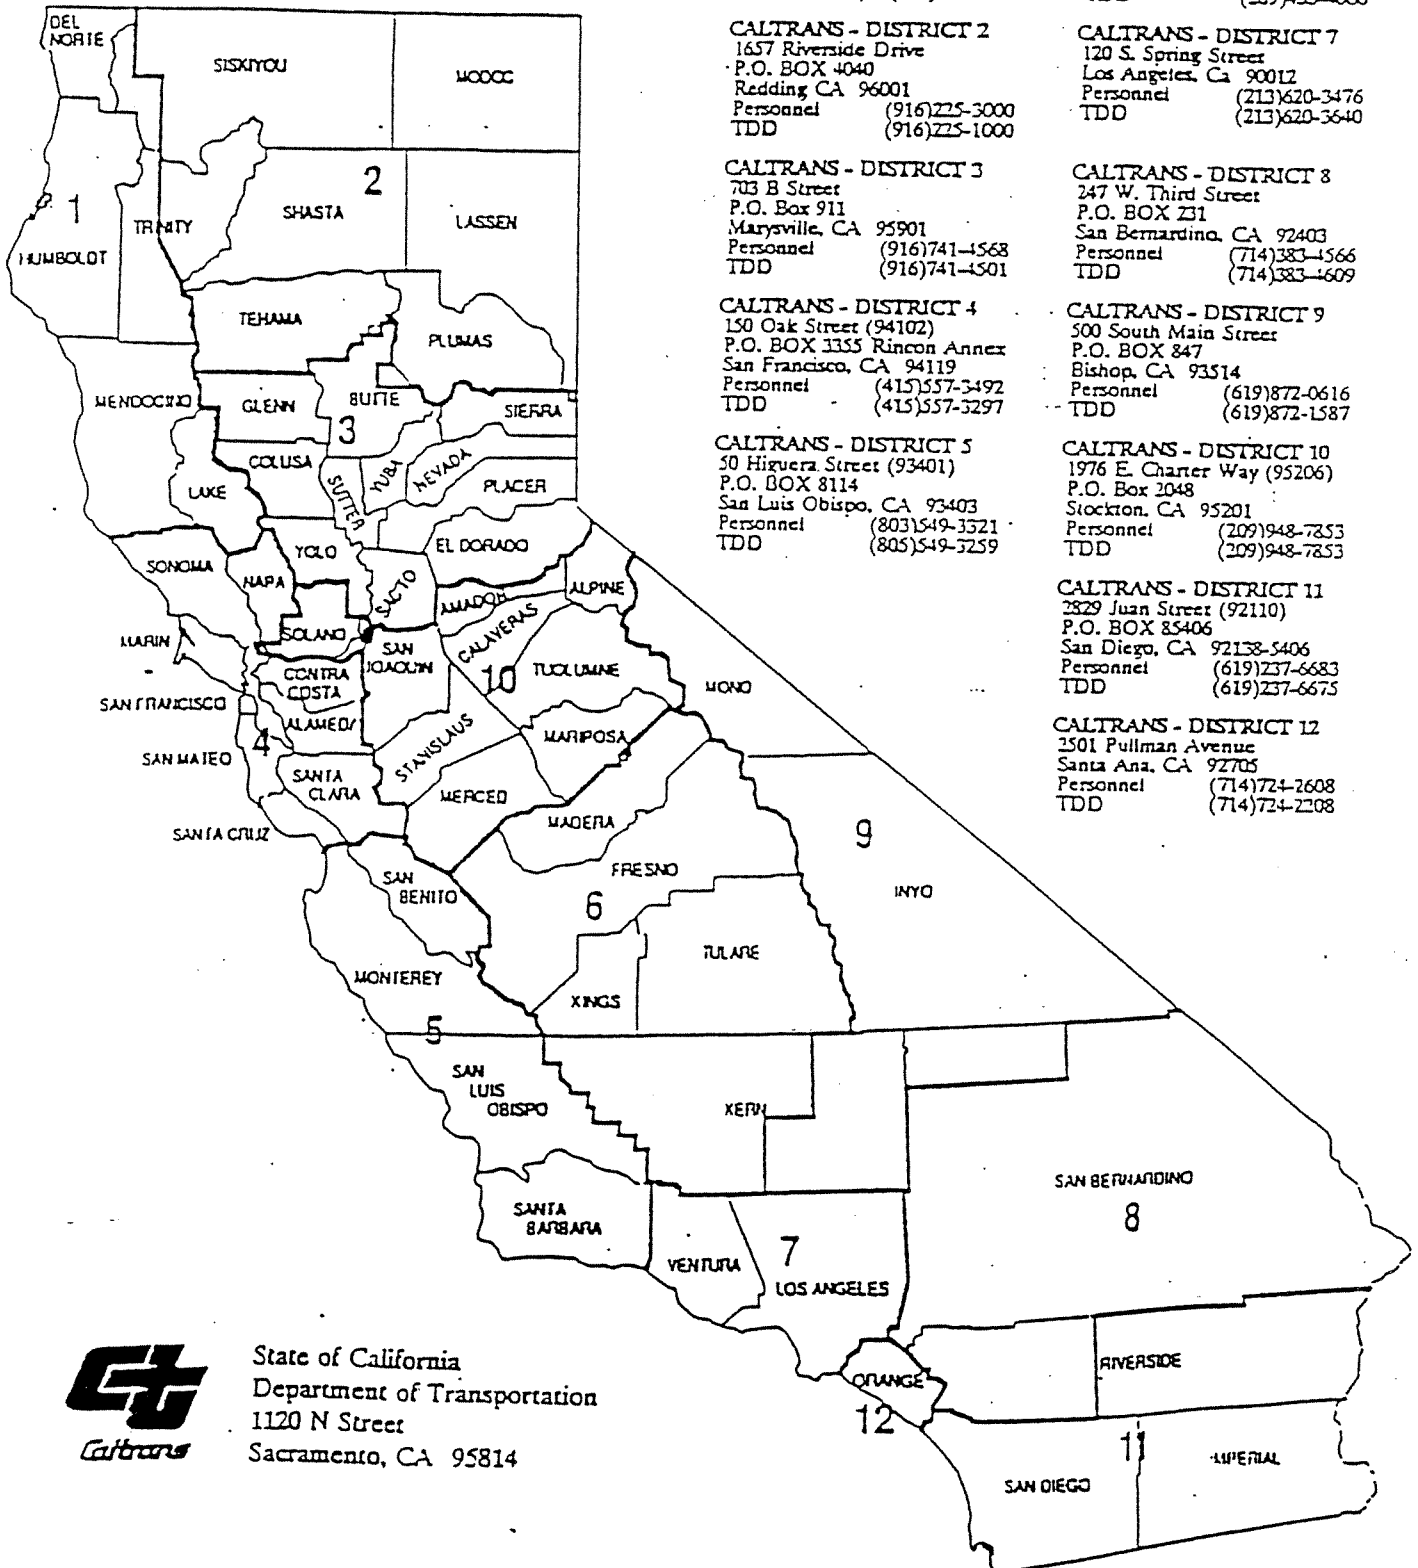 CALTRANS - DISTRICT 2
1657 Riverside Drive
P.O. BOX 4040
Redding CA 96001
Personnel (916)225-3000
TDD (916)225-1000
CALTRANS - DISTRICT 3
703 B Street
P.O. Box 911
Marysville, CA 95901
Personnel (916)741-4568
TDD (916)741-4501
CALTRANS - DISTRICT 4
150 Oak Street (94102)
P.O. BOX 3355 Rincon Annex
San Francisco, CA 94119
Personnel (415)557-3492
TDD (415)557-3297
CALTRANS - DISTRICT 5
50 Higuera Street (93401)
P.O. BOX 8114
San Luis Obispo, CA 93403
Personnel (803)549-3321
TDD (805)549-3259
TDD
CALTRANS - DISTRICT 7
120 S. Spring Street
Los Angeles, Ca 90012
Personnel (213)620-3476
TDD (213)620-3640
CALTRANS - DISTRICT 8
247 W. Third Street
P.O. BOX 231
San Bernardino, CA 92403
Personnel (714)383-4566
TDD (714)383-4609
CALTRANS - DISTRICT 9
500 South Main Street
P.O. BOX 847
Bishop, CA 93514
Personnel (619)872-0616
TDD (619)872-1587
CALTRANS - DISTRICT 10
1976 E. Charter Way (95206)
P.O. Box 2048
Stockton, CA 95201
Personnel (209)948-7853
TDD (209)948-7853
CALTRANS - DISTRICT 11
2829 Juan Street (92110)
P.O. BOX 85406
San Diego, CA 92138-5406
Personnel (619)237-6683
TDD (619)237-6675
CALTRANS - DISTRICT 12
2501 Pullman Avenue
Santa Ana, CA 92705
Personnel (714)724-2608
TDD (714)724-2208
DEL
NORTE
SISKIYOU
MODOC
1
2
HUMBOLDT
TRINITY
SHASTA
LASSEN
TEHAMA
PLUMAS
MENDOCINO
GLENN
BUTTE
SIERRA
3
COLUSA
LAKE
SUTTER
YUBA
NEVADA
PLACER
SONOMA
NAPA
YOLO
EL DORADO
SACTO
AMADOR
ALPINE
MARIN
SOLANO
CALAVERAS
SAN
JOAQUIN
CONTRA
COSTA
10
TUOLUMNE
MONO
SAN FRANCISCO
ALAMEDA
4
STANISLAUS
MARIPOSA
SAN MATEO
SANTA
CLARA
MERCED
SANTA CRUZ
MADERA
9
SAN
BENITO
FRESNO
INYO
6
MONTEREY
TULARE
KINGS
5
SAN
LUIS
OBISPO
KERN
SAN BERNARDINO
8
SANTA
BARBARA
VENTURA
7
LOS ANGELES
ORANGE
12
RIVERSIDE
11
SAN DIEGO
IMPERIAL
Caltrans
State of California
Department of Transportation
1120 N Street
Sacramento, CA 95814